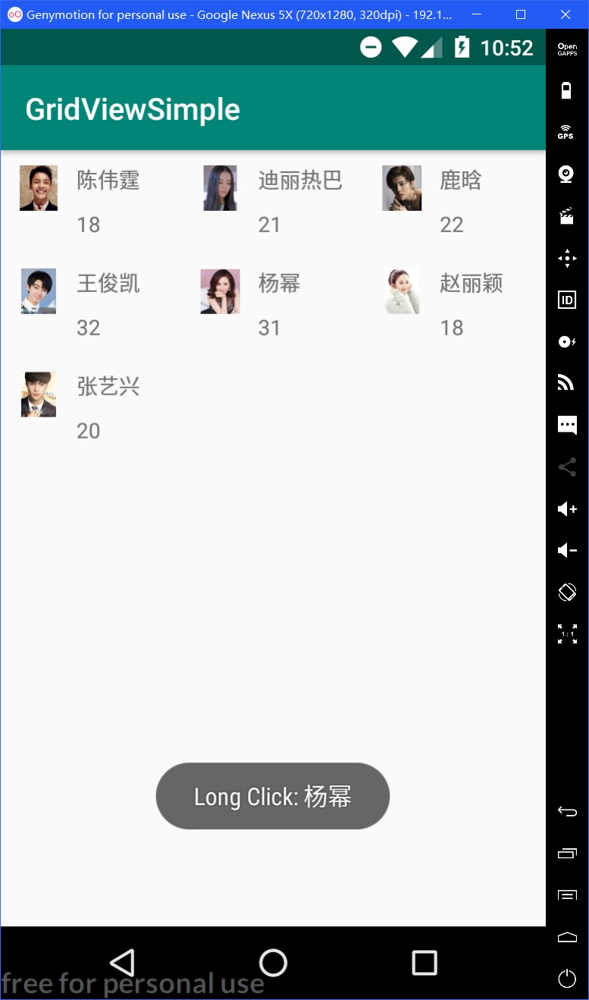 Genymotion for personal use - Google Nexus 5X (720x1280, 320dpi) - 192.1...
10:52
Open
GAPPS
GridViewSimple
GPS
陈伟霆
18
迪丽热巴
21
鹿晗
22
王俊凯
32
杨幂
31
赵丽颖
18
ID
张艺兴
20
1:1
Long Click: 杨幂
free for personal use